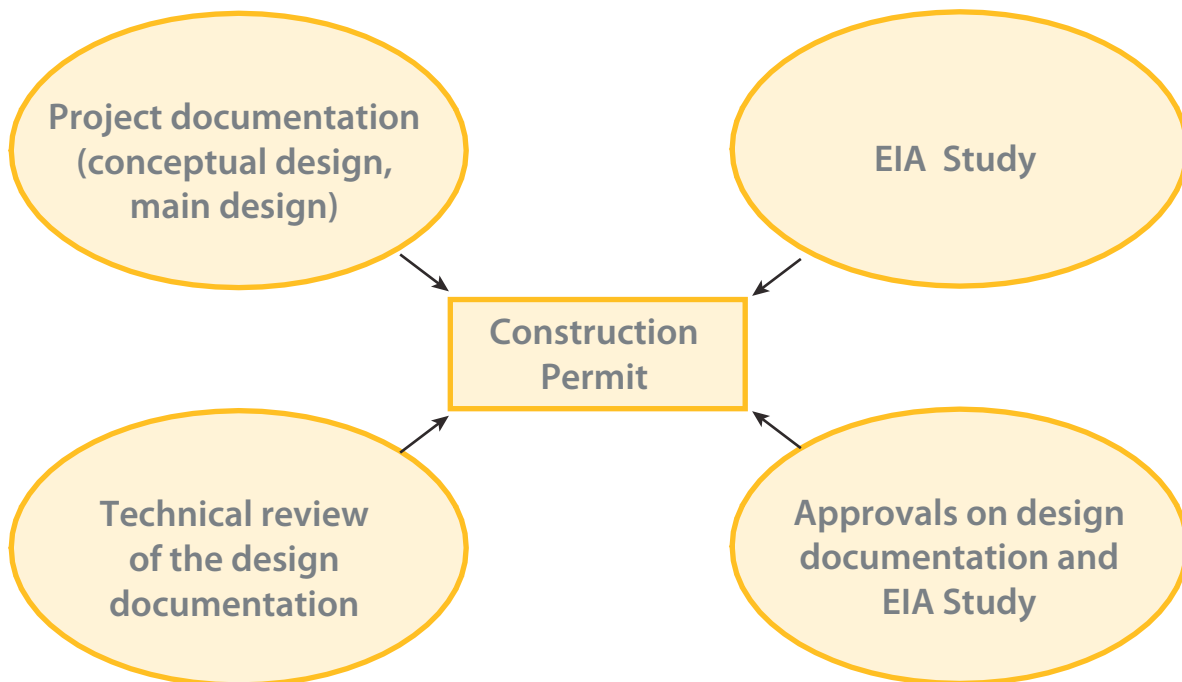 Project documentation
(conceptual design,
main design)
EIA Study
Construction
Permit
Technical review
of the design
documentation
Approvals on design
documentation and
EIA Study